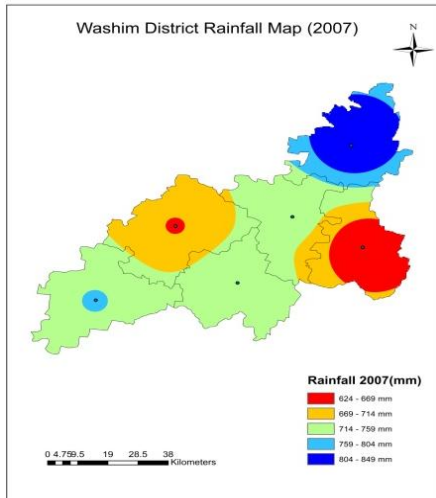 Washim District Rainfall Map (2007)
N
Rainfall 2007(mm)
624 - 669 mm
669 - 714 mm
714 - 759 mm
759 - 804 mm
804 - 849 mm
0 4.759.5 19 28.5 38
Kilometers